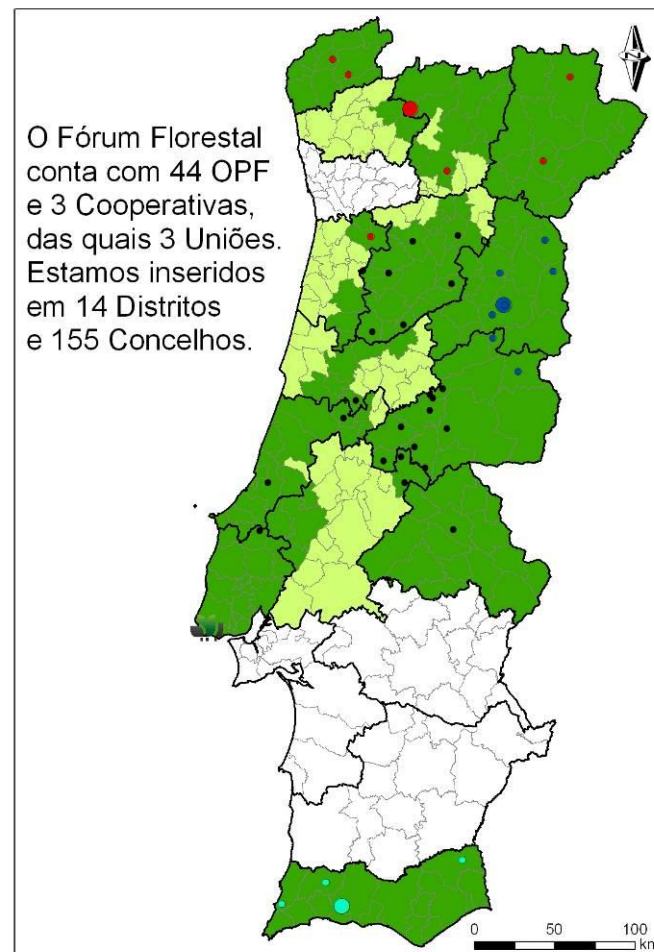 O Fórum Florestal
conta com 44 OPF
e 3 Cooperativas,
das quais 3 Uniões.
Estamos inseridos
em 14 Distritos
e 155 Concelhos.
0 50 100
km